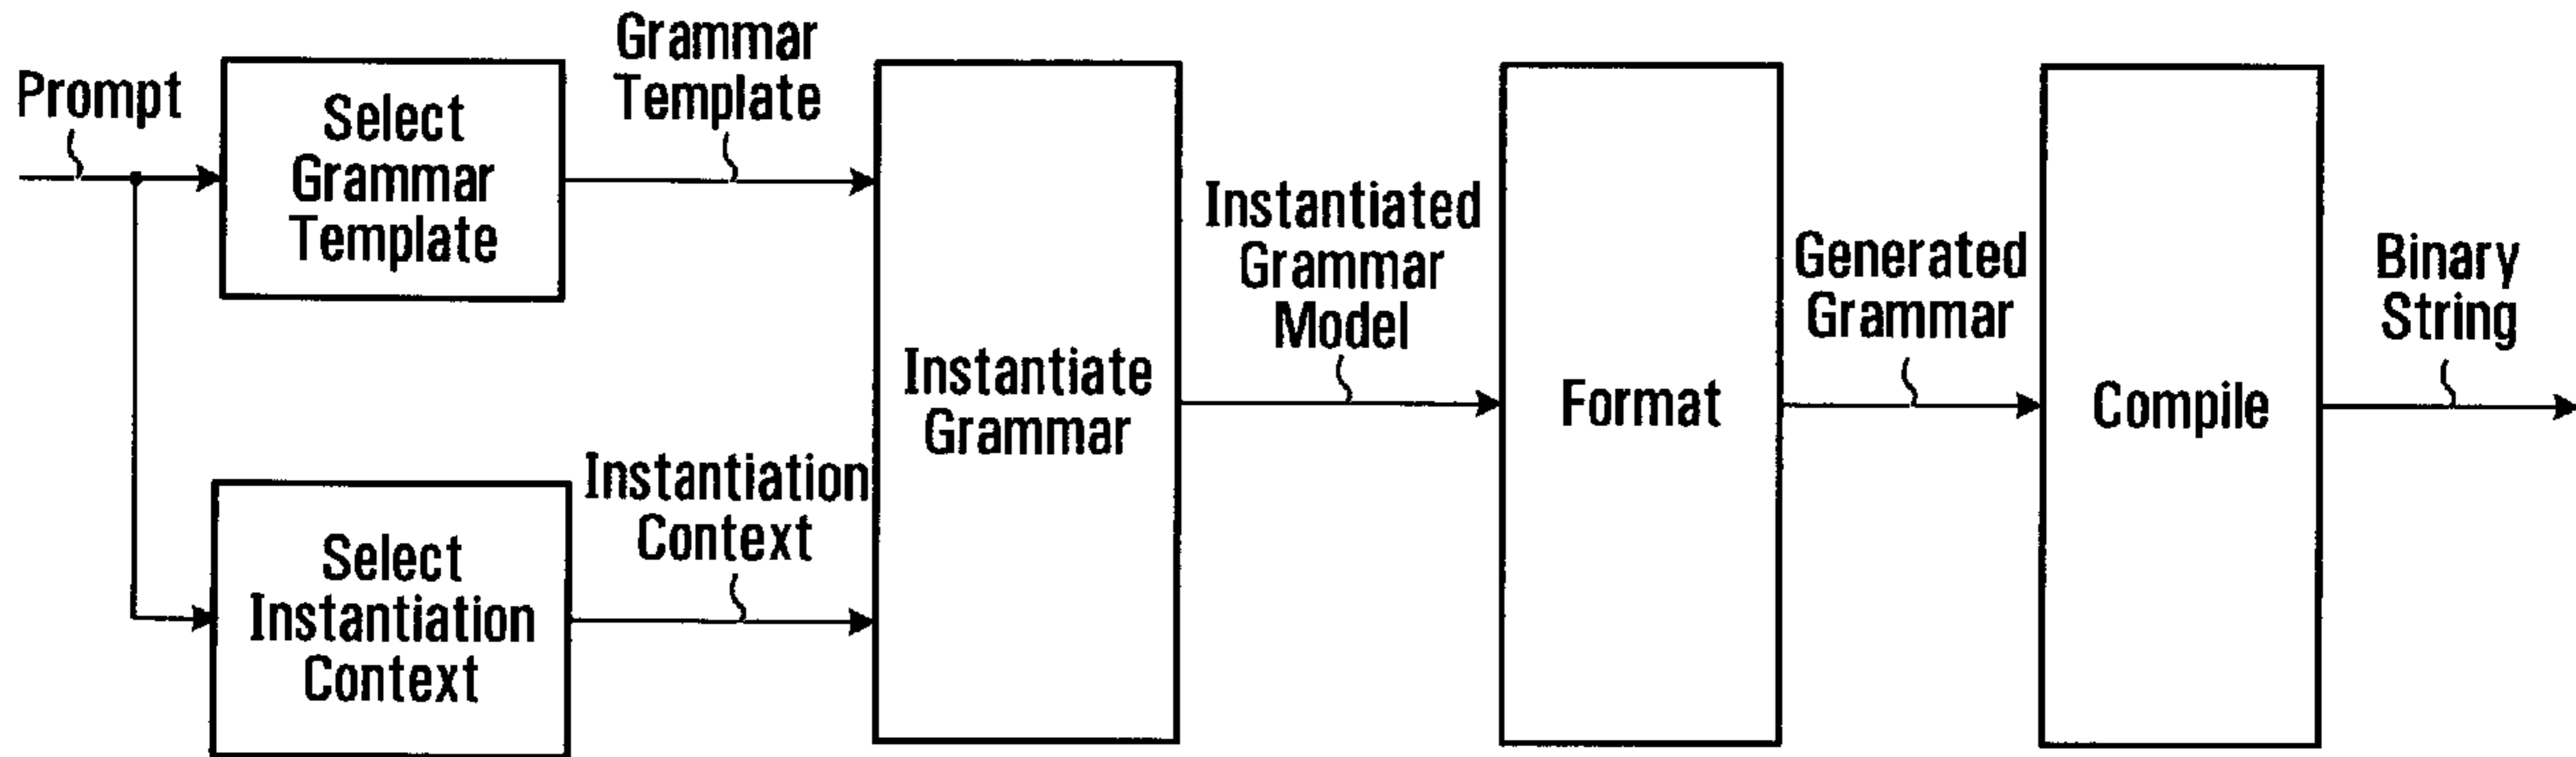 Prompt
Select
Grammar
Template
Grammar
Template
Select
Instantiation
Context
Instantiation
Context
Instantiate
Grammar
Instantiated
Grammar
Model
Format
Generated
Grammar
Compile
Binary
String